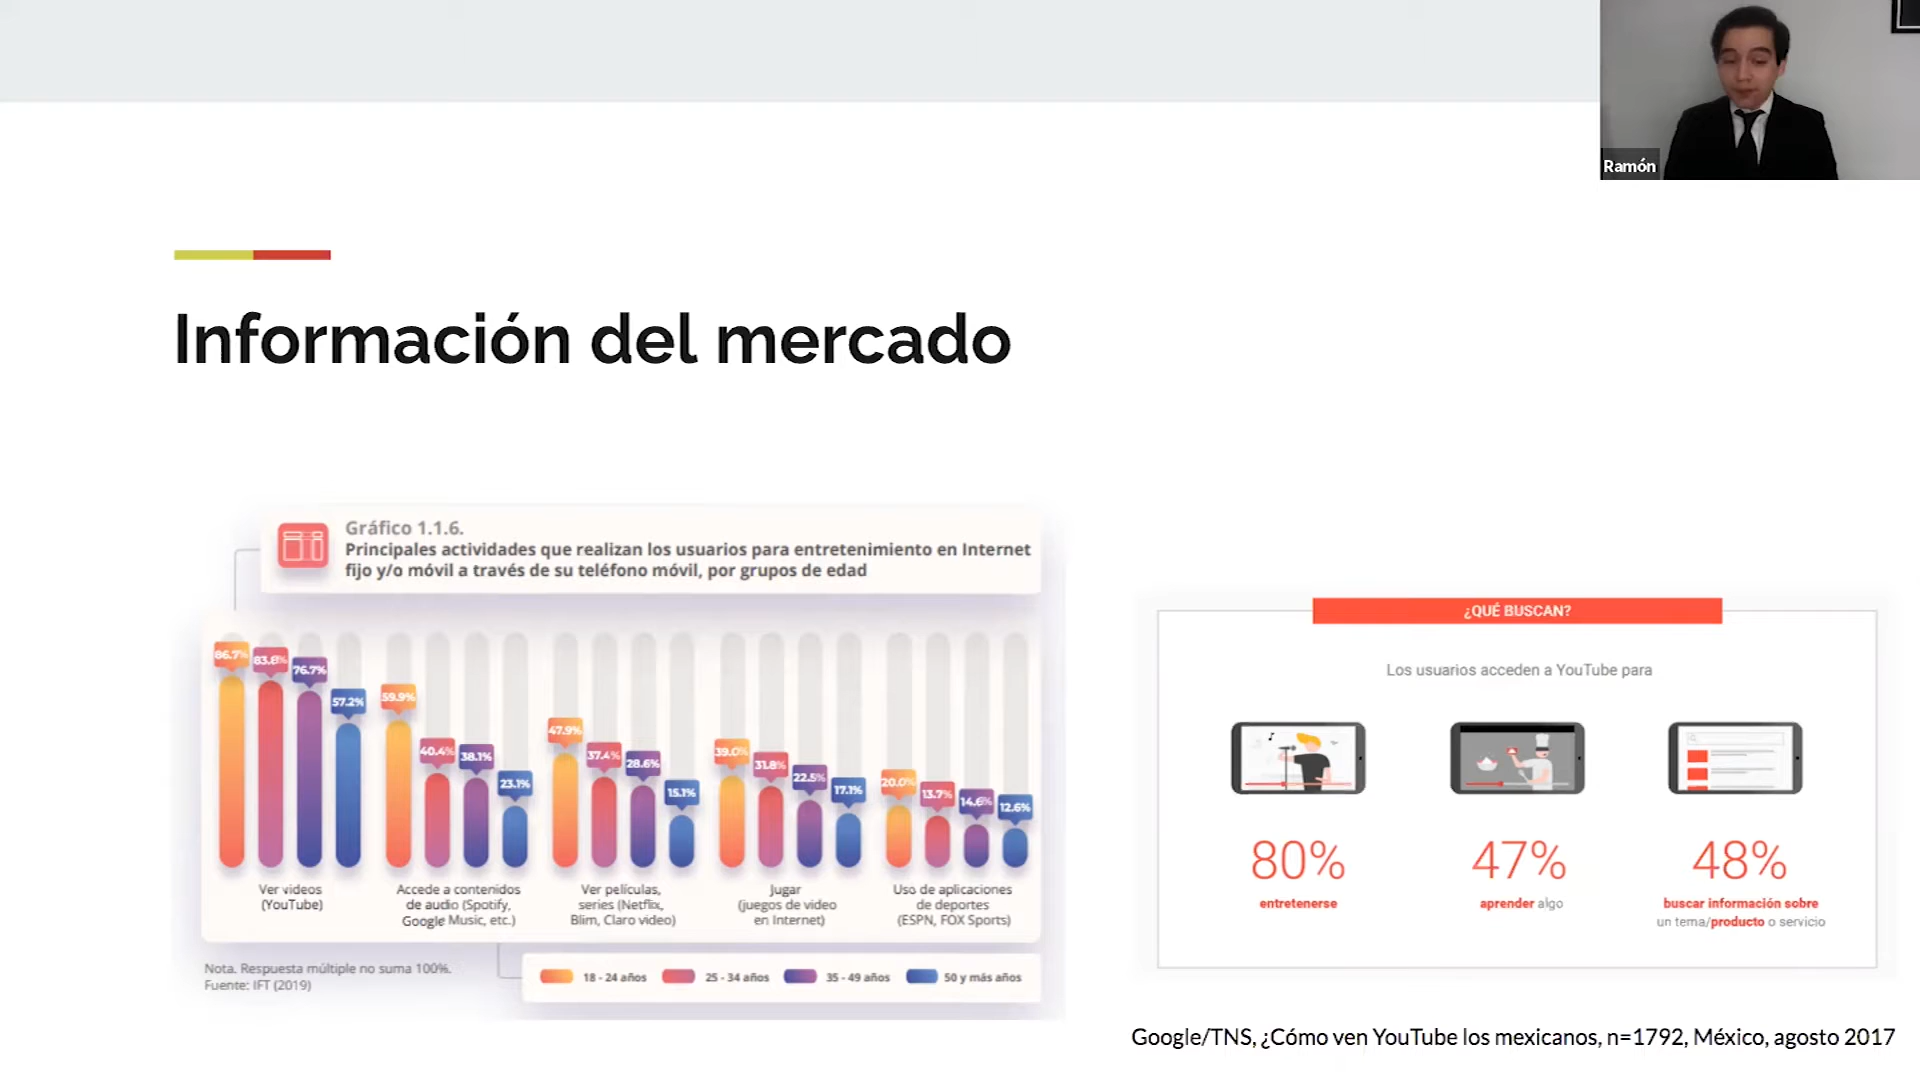 Ramón
Información del mercado
Gráfico 1.1.6.
Principales actividades que realizan los usuarios para entretenimiento en Internet
fijo y/o móvil a través de su teléfono móvil, por grupos de edad
86.7% 83.8% 76.7% 57.2%
59.9% 40.4% 38.1% 23.1%
47.9% 37.4% 28.6% 15.1%
39.0% 31.8% 22.5% 17.1%
20.0% 13.7% 14.6% 12.6%
Ver videos
(YouTube)
Accede a contenidos
de audio (Spotify,
Google Music, etc.)
Ver películas,
series (Netflix,
Blim, Claro video)
Jugar
(juegos de video
en Internet)
Uso de aplicaciones
de deportes
(ESPN, FOX Sports)
Nota. Respuesta múltiple no suma 100%.
Fuente: IFT (2019)
18 - 24 años
25 - 34 años
35 - 49 años
50 y más años
¿QUÉ BUSCAN?
Los usuarios acceden a YouTube para
80%
entretenerse
47%
aprender algo
48%
buscar información sobre
un tema/producto o servicio
Google/TNS, ¿Cómo ven YouTube los mexicanos, n=1792, México, agosto 2017